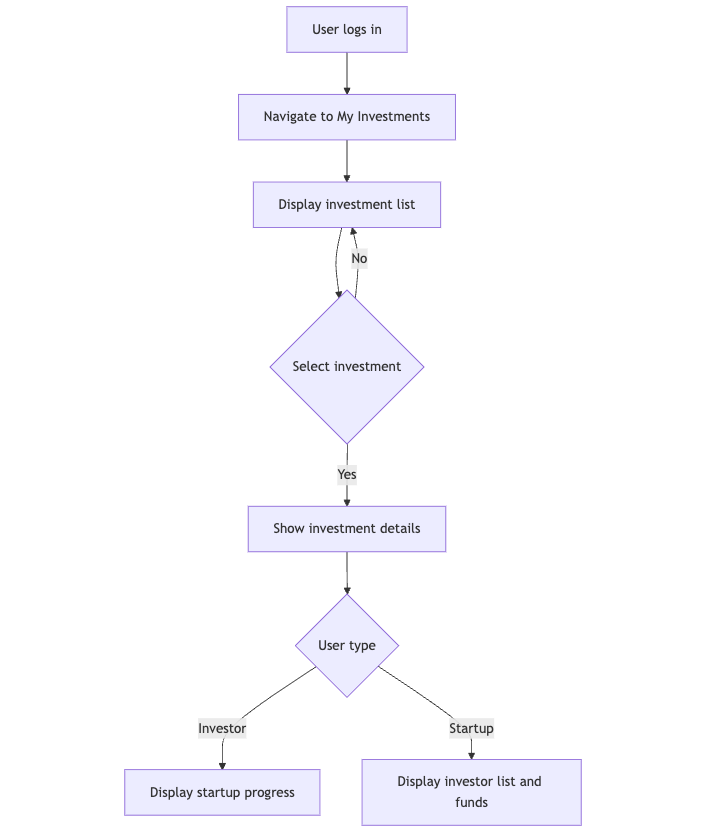 User logs in
Navigate to My Investments
Display investment list
No
Select investment
Yes
Show investment details
User type
Investor
Startup
Display startup progress
Display investor list and
funds